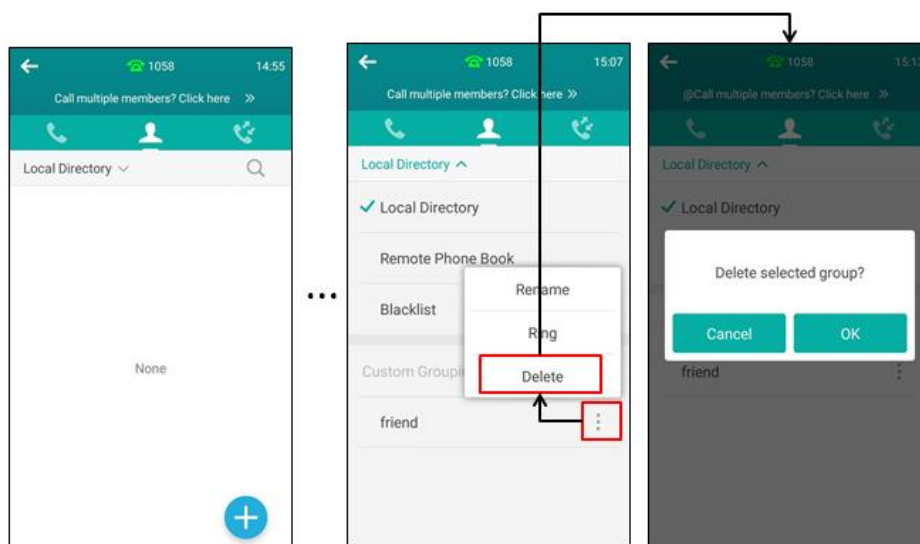 1058
14:55
Call multiple members? Click here »
Local Directory
None
...
1058
15:07
Call multiple members? Click here »
Local Directory
Local Directory
Remote Phone Book
Blacklist
Rename
Ring
Delete
Custom Groupi
friend
1058
@Call multiple members? Click here »
Local Directory
Local Directory
Delete selected group?
Cancel
OK
friend